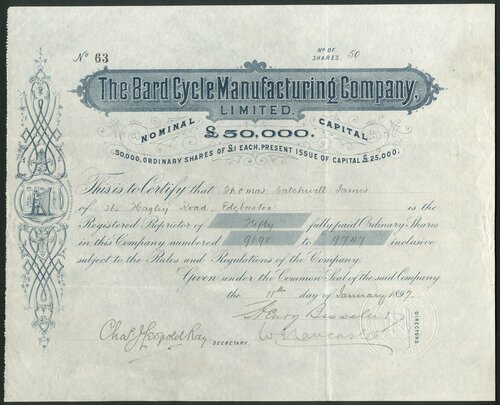 No 63
No OF SHARES. 50
The Bard Cycle Manufacturing Company,
LIMITED.
NOMINAL £50,000. CAPITAL
50,000, ORDINARY SHARES OF £1 EACH, PRESENT ISSUE OF CAPITAL £25,000.
This is to Certify that Thomas Satchwell James
of Hagley Road, Edgbaston is the
Registered Proprietor of Fifty fully paid Ordinary Shares
in this Company numbered 9698 to 9747 inclusive
subject to the Rules and Regulations of the Company.
Given under the Common Seal of the said Company
the 11th day of January 1897.
Chas J Leopold Ray
SECRETARY.
DIRECTORS